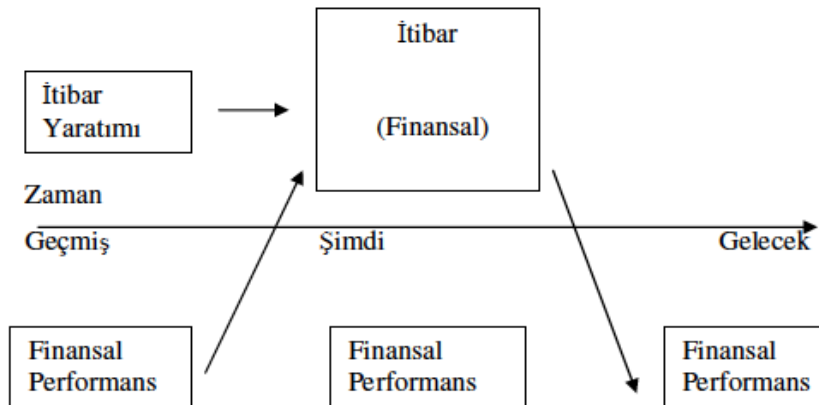 İtibar
(Finansal)
İtibar
Yaratımı
Zaman
Geçmiş
Şimdi
Gelecek
Finansal
Performans
Finansal
Performans
Finansal
Performans